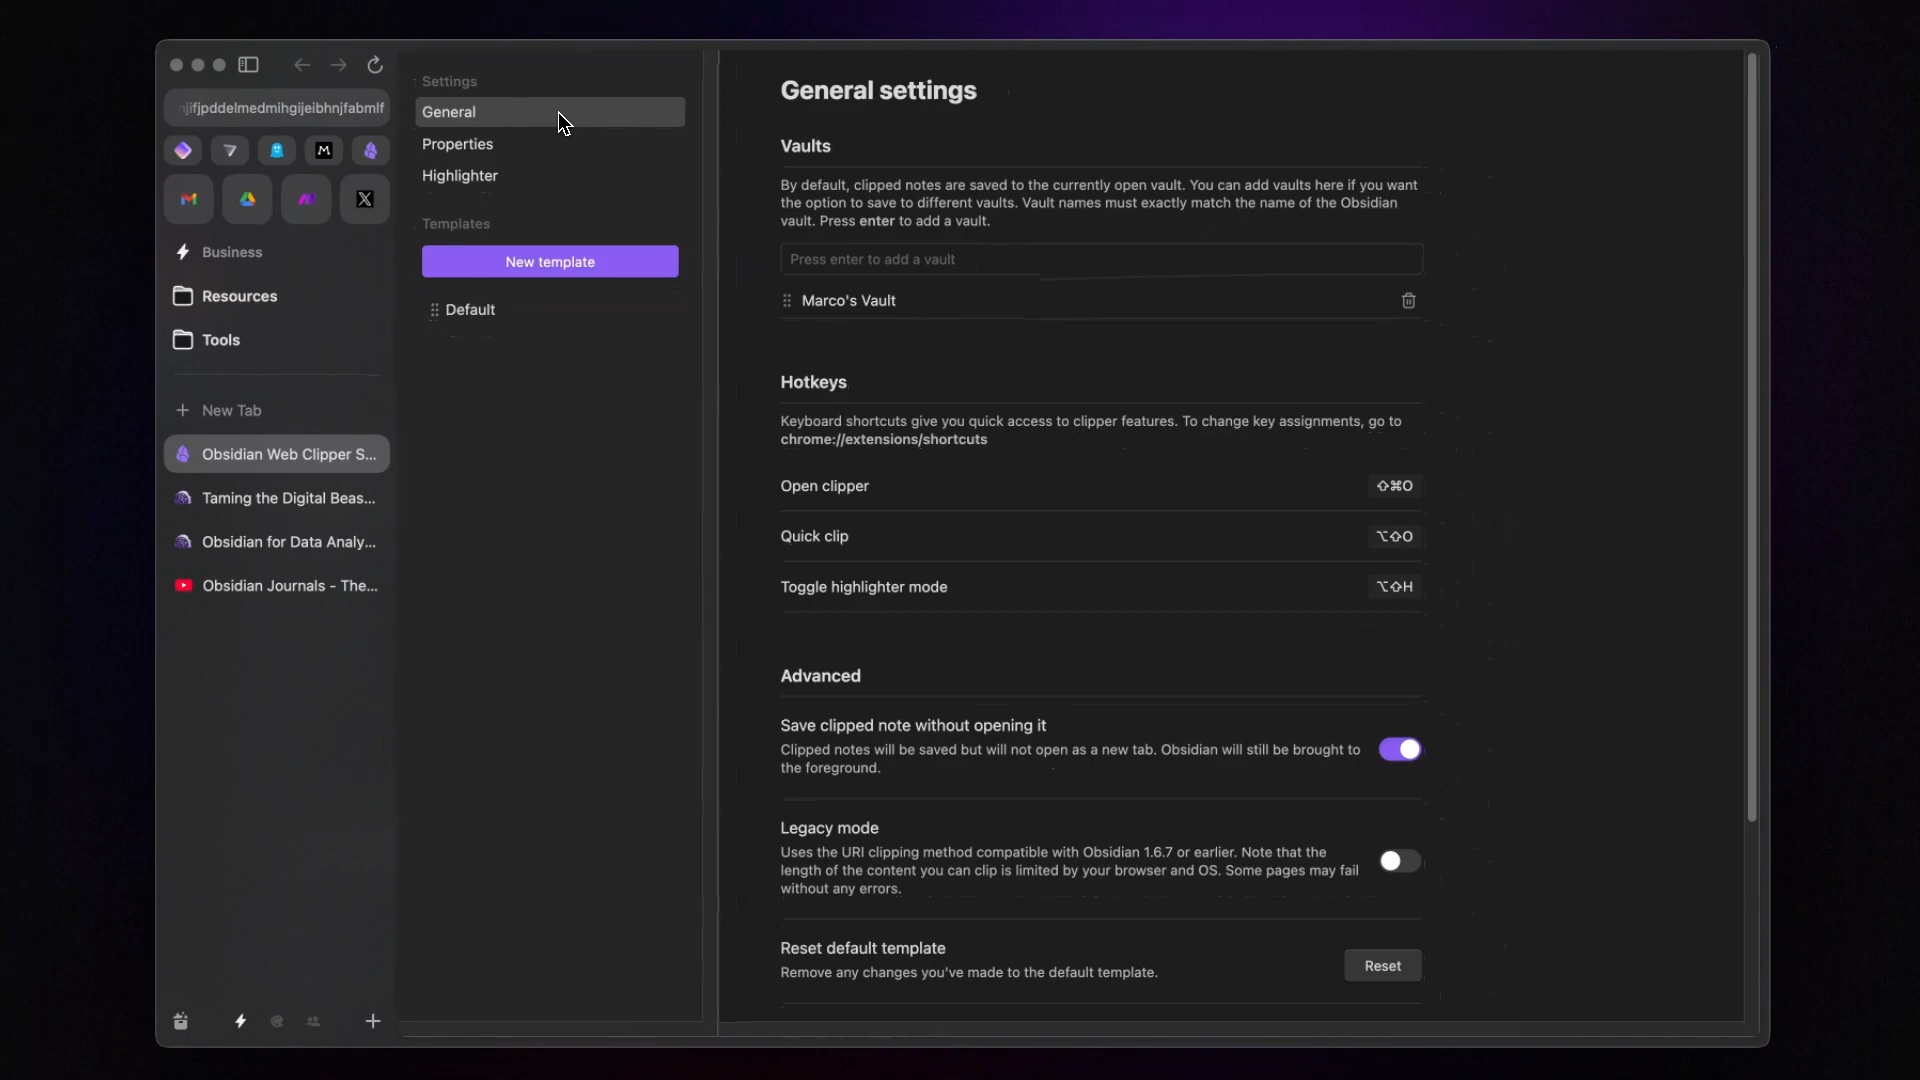 njifjpddelmedmihgijeibhnjfabmlf
Business
Resources
Tools
New Tab
Obsidian Web Clipper S...
Taming the Digital Beas...
Obsidian for Data Analy...
Obsidian Journals - The...
Settings
General
Properties
Highlighter
Templates
New template
Default
General settings
Vaults
By default, clipped notes are saved to the currently open vault. You can add vaults here if you want
the option to save to different vaults. Vault names must exactly match the name of the Obsidian
vault. Press enter to add a vault.
Press enter to add a vault
Marco's Vault
Hotkeys
Keyboard shortcuts give you quick access to clipper features. To change key assignments, go to
chrome://extensions/shortcuts
Open clipper ⇧⌘O
Quick clip ⌥⇧O
Toggle highlighter mode ⌥⇧H
Advanced
Save clipped note without opening it
Clipped notes will be saved but will not open as a new tab. Obsidian will still be brought to
the foreground.
Legacy mode
Uses the URI clipping method compatible with Obsidian 1.6.7 or earlier. Note that the
length of the content you can clip is limited by your browser and OS. Some pages may fail
without any errors.
Reset default template
Remove any changes you've made to the default template.
Reset